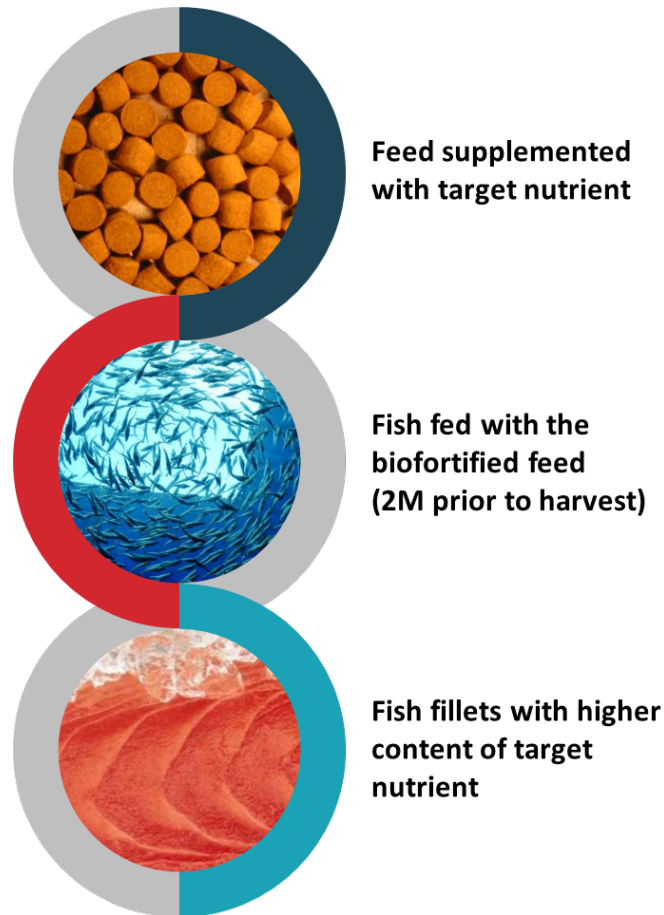 Feed supplemented
with target nutrient
Fish fed with the
biofortified feed
(2M prior to harvest)
Fish fillets with higher
content of target
nutrient